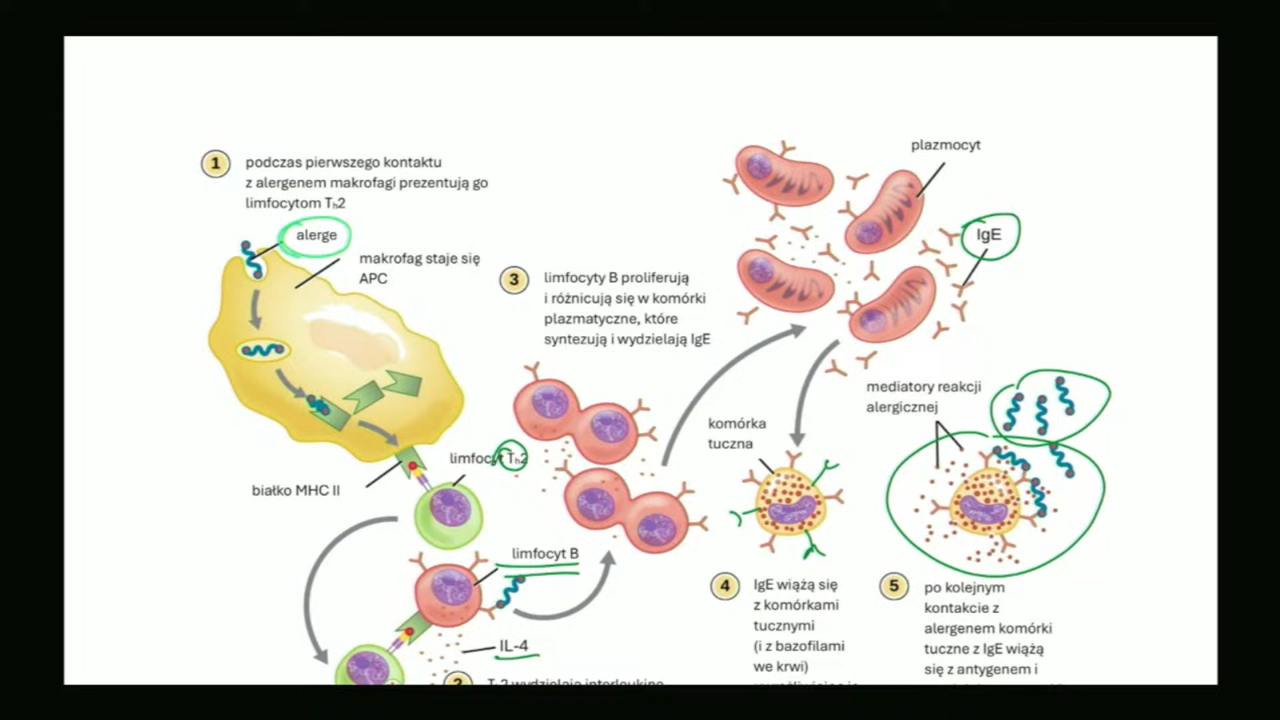 1
podczas pierwszego kontaktu
z alergenem makrofagi prezentują go
limfocytom Tₕ2
alerge
makrofag staje się
APC
limfocyt Tₕ2
białko MHC II
limfocyt B
IL-4
2
Tₕ2 wydzielają interleukinę
3
limfocyty B proliferują
i różnicują się w komórki
plazmatyczne, które
syntezują i wydzielają IgE
plazmocyt
IgE
komórka
tuczna
mediatory reakcji
alergicznej
4
IgE wiążą się
z komórkami
tucznymi
(i z bazofilami
we krwi)
5
po kolejnym
kontakcie z
alergenem komórki
tuczne z IgE wiążą
się z antygenem i